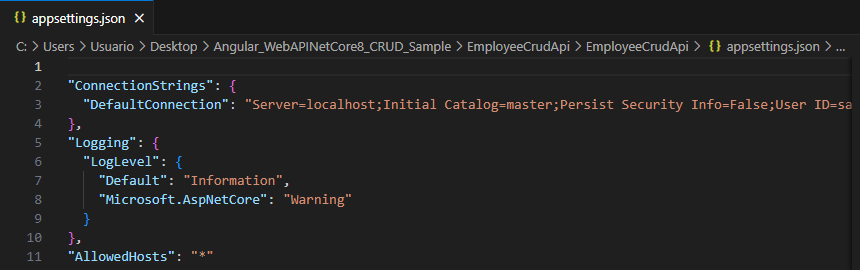 {} appsettings.json ×
C: > Users > Usuario > Desktop > Angular_WebAPINetCore8_CRUD_Sample > EmployeeCrudApi > EmployeeCrudApi > {} appsettings.json > ...
1
2 "ConnectionStrings": {
3 "DefaultConnection": "Server=localhost;Initial Catalog=master;Persist Security Info=False;User ID=sa
4 },
5 "Logging": {
6 "LogLevel": {
7 "Default": "Information",
8 "Microsoft.AspNetCore": "Warning"
9 }
10 },
11 "AllowedHosts": "*"